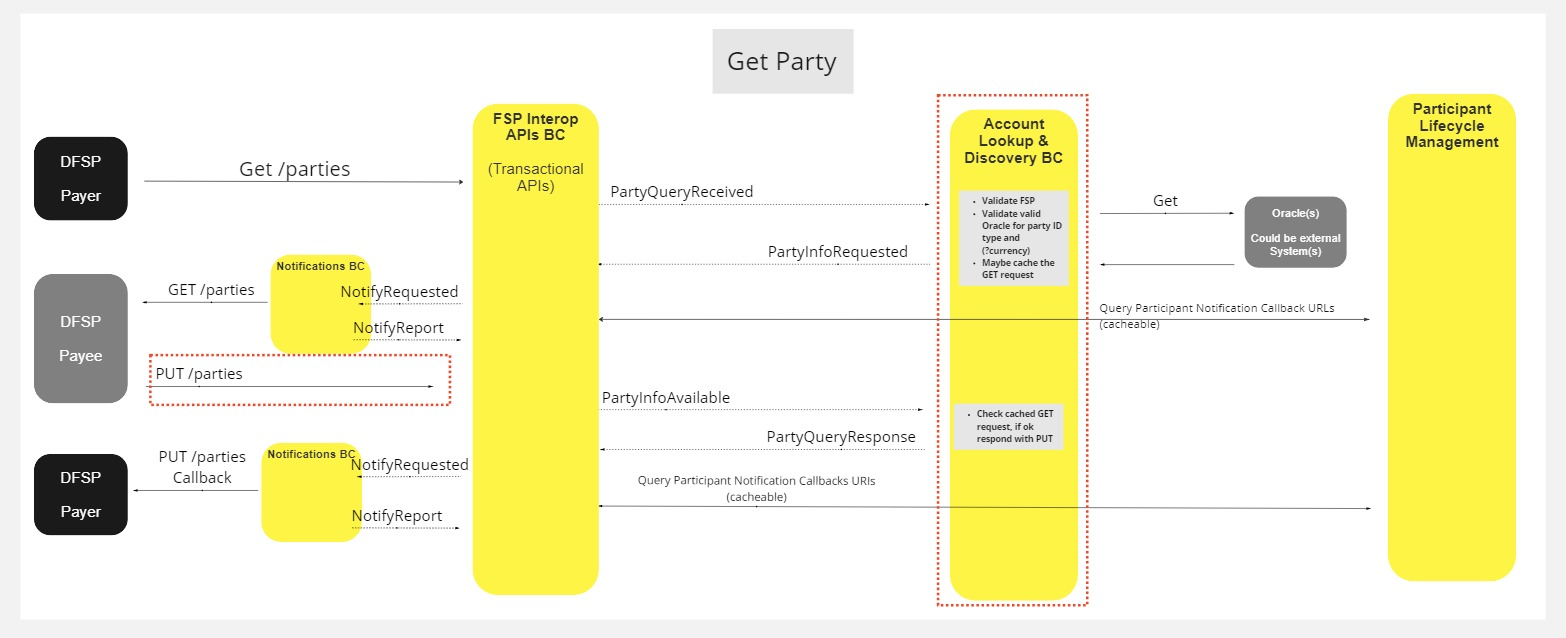 Get Party
DFSP
Payer
Get /parties
FSP Interop
APIs BC
(Transactional
APIs)
PartyQueryReceived
Account
Lookup &
Discovery BC
• Validate FSP
• Validate valid
Oracle for party ID
type and
(?currency)
• Maybe cache the
GET request
Get
Oracle(s)
Could be external
System(s)
Participant
Lifecycle
Management
PartyInfoRequested
Notifications BC
DFSP
Payee
GET /parties
NotifyRequested
NotifyReport
Query Participant Notification Callback URLs
(cacheable)
PUT /parties
PartyInfoAvailable
• Check cached GET
request, if ok
respond with PUT
PartyQueryResponse
DFSP
Payer
PUT /parties
Callback
Notifications BC
NotifyRequested
NotifyReport
Query Participant Notification Callbacks URIs
(cacheable)